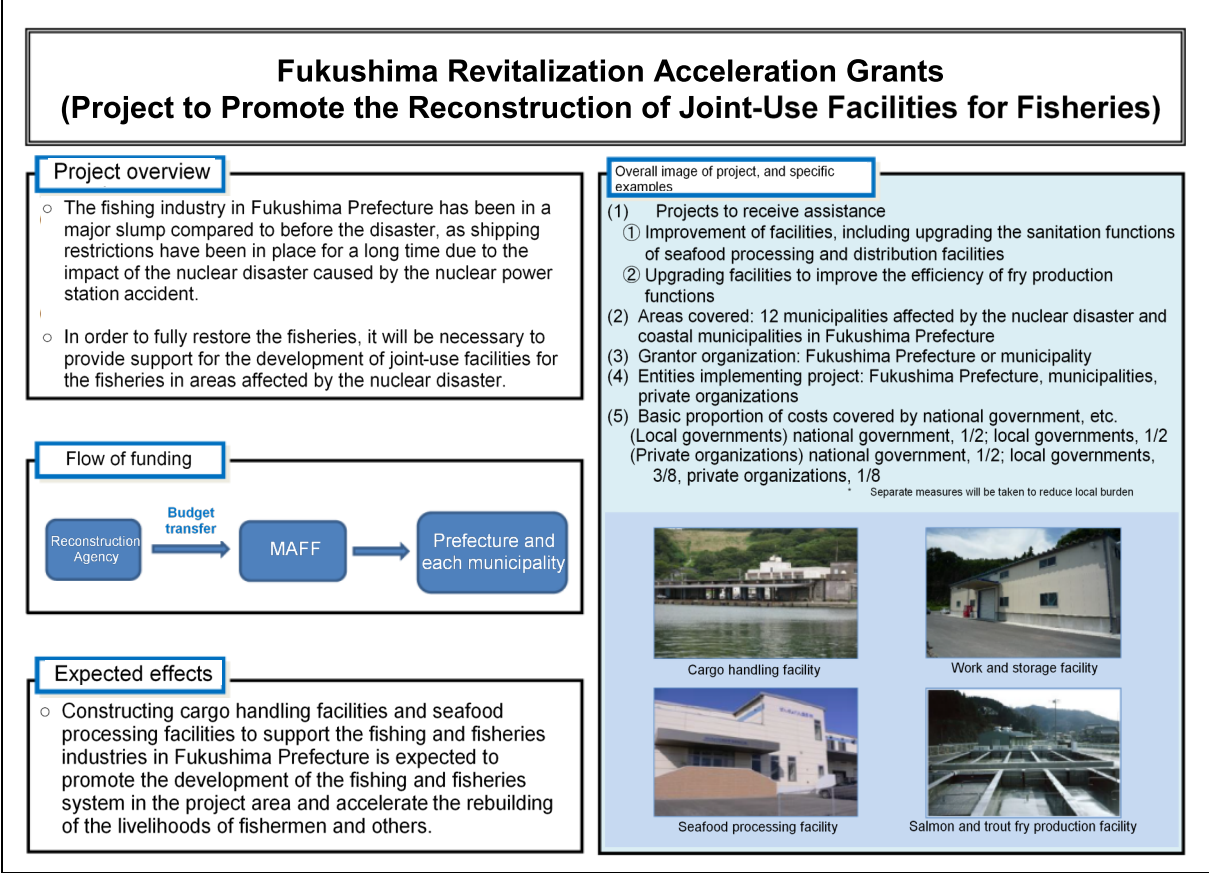 Fukushima Revitalization Acceleration Grants
(Project to Promote the Reconstruction of Joint-Use Facilities for Fisheries)
Project overview
○ The fishing industry in Fukushima Prefecture has been in a
major slump compared to before the disaster, as shipping
restrictions have been in place for a long time due to the
impact of the nuclear disaster caused by the nuclear power
station accident.
○ In order to fully restore the fisheries, it will be necessary to
provide support for the development of joint-use facilities for
the fisheries in areas affected by the nuclear disaster.
Flow of funding
Reconstruction
Agency
Budget
transfer
MAFF
Prefecture and
each municipality
Expected effects
○ Constructing cargo handling facilities and seafood
processing facilities to support the fishing and fisheries
industries in Fukushima Prefecture is expected to
promote the development of the fishing and fisheries
system in the project area and accelerate the rebuilding
of the livelihoods of fishermen and others.
Overall image of project, and specific
examples
(1) Projects to receive assistance
① Improvement of facilities, including upgrading the sanitation functions
of seafood processing and distribution facilities
② Upgrading facilities to improve the efficiency of fry production
functions
(2) Areas covered: 12 municipalities affected by the nuclear disaster and
coastal municipalities in Fukushima Prefecture
(3) Grantor organization: Fukushima Prefecture or municipality
(4) Entities implementing project: Fukushima Prefecture, municipalities,
private organizations
(5) Basic proportion of costs covered by national government, etc.
(Local governments) national government, 1/2; local governments, 1/2
(Private organizations) national government, 1/2; local governments,
3/8, private organizations, 1/8
* Separate measures will be taken to reduce local burden
Cargo handling facility
Work and storage facility
Seafood processing facility
Salmon and trout fry production facility